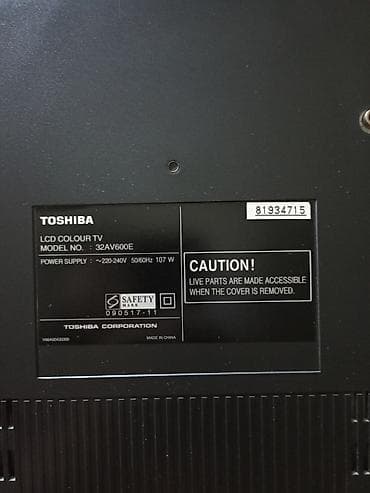 81934715
TOSHIBA
LCD COLOUR TV
MODEL NO. : 32AV600E
POWER SUPPLY : ~220-240V 50/60Hz 107 W
CAUTION!
LIVE PARTS ARE MADE ACCESSIBLE
WHEN THE COVER IS REMOVED.
S SAFETY
MARK
090517-11
TOSHIBA CORPORATION
MADE IN CHINA